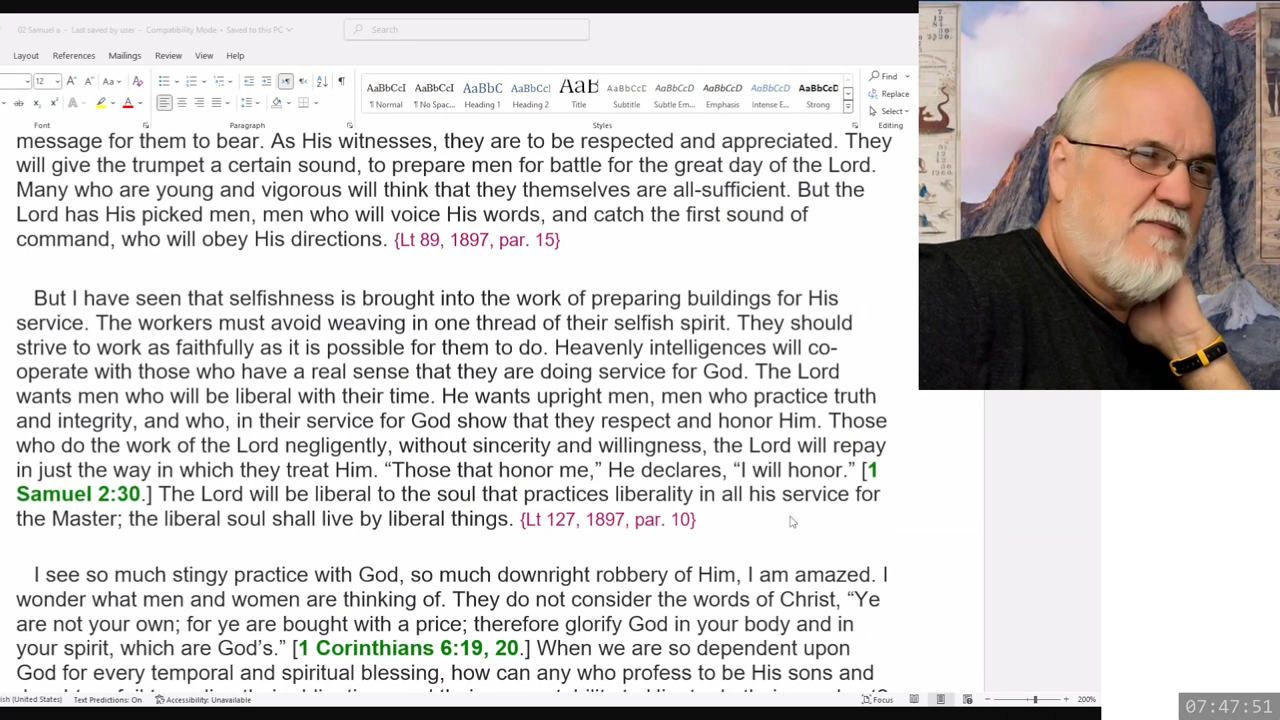 02 Samuel a - Last saved by user - Compatibility Mode • Saved to this PC
Search
Layout References Mailings Review View Help
12 Aa
Find
Replace
Select
AaBbCcI AaBbCcI AaBbC AaBbCcI AaB AaBbCcD AaBbCcD AaBbCcD AaBbCcD AaBbCcD
¶ Normal ¶ No Spac... Heading 1 Heading 2 Title Subtitle Subtle Em... Emphasis Intense E... Strong
Font Paragraph Styles Editing
message for them to bear. As His witnesses, they are to be respected and appreciated. They
will give the trumpet a certain sound, to prepare men for battle for the great day of the Lord.
Many who are young and vigorous will think that they themselves are all-sufficient. But the
Lord has His picked men, men who will voice His words, and catch the first sound of
command, who will obey His directions. {Lt 89, 1897, par. 15}
But I have seen that selfishness is brought into the work of preparing buildings for His
service. The workers must avoid weaving in one thread of their selfish spirit. They should
strive to work as faithfully as it is possible for them to do. Heavenly intelligences will co-
operate with those who have a real sense that they are doing service for God. The Lord
wants men who will be liberal with their time. He wants upright men, men who practice truth
and integrity, and who, in their service for God show that they respect and honor Him. Those
who do the work of the Lord negligently, without sincerity and willingness, the Lord will repay
in just the way in which they treat Him. “Those that honor me,” He declares, “I will honor.” [1
Samuel 2:30.] The Lord will be liberal to the soul that practices liberality in all his service for
the Master; the liberal soul shall live by liberal things. {Lt 127, 1897, par. 10}
I see so much stingy practice with God, so much downright robbery of Him, I am amazed. I
wonder what men and women are thinking of. They do not consider the words of Christ, “Ye
are not your own; for ye are bought with a price; therefore glorify God in your body and in
your spirit, which are God’s.” [1 Corinthians 6:19, 20.] When we are so dependent upon
God for every temporal and spiritual blessing, how can any who profess to be His sons and
(United States) Text Predictions: On Accessibility: Unavailable Focus 200%
07:47:51